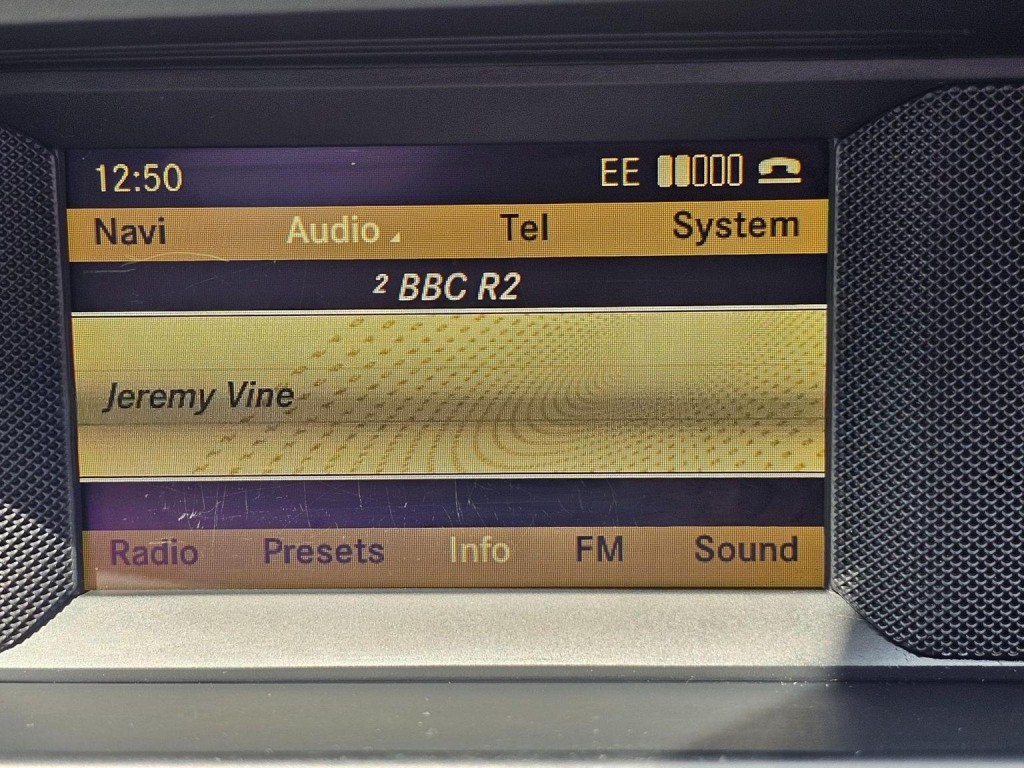 12:50 EE
Navi Audio Tel System
2 BBC R2
Jeremy Vine
Radio Presets Info FM Sound